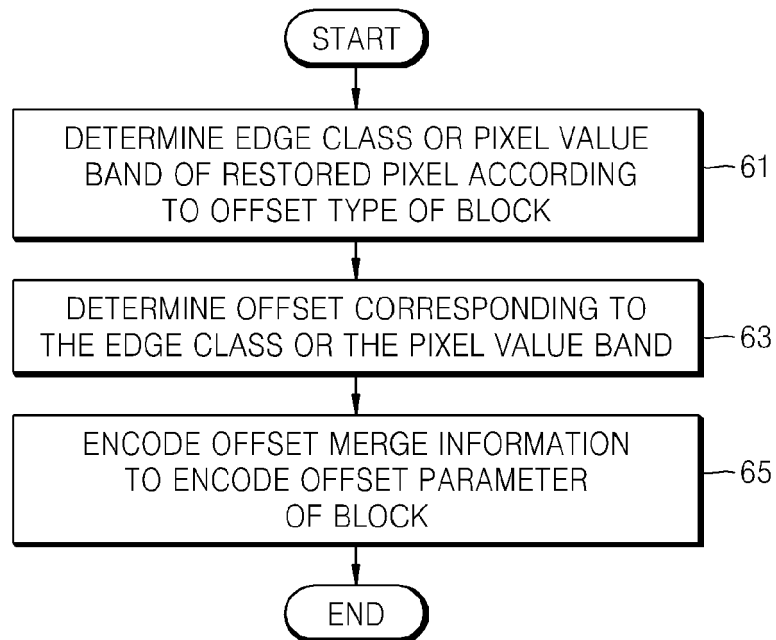 START
DETERMINE EDGE CLASS OR PIXEL VALUE
BAND OF RESTORED PIXEL ACCORDING
TO OFFSET TYPE OF BLOCK
61
DETERMINE OFFSET CORRESPONDING TO
THE EDGE CLASS OR THE PIXEL VALUE BAND
63
ENCODE OFFSET MERGE INFORMATION
TO ENCODE OFFSET PARAMETER
OF BLOCK
65
END